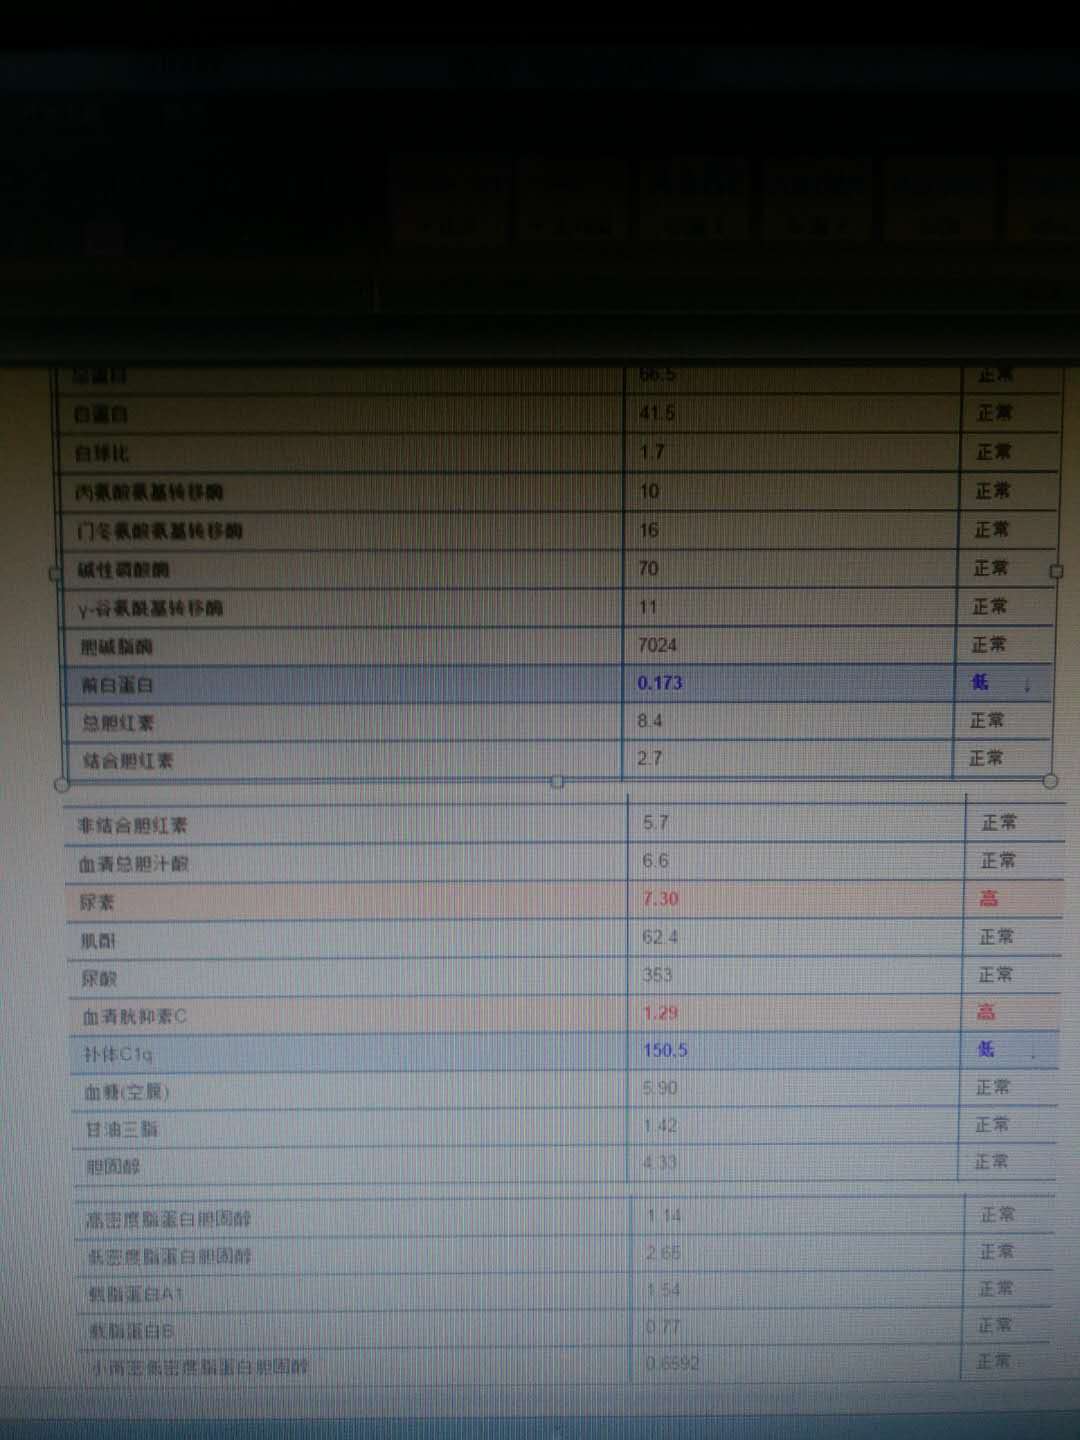 总蛋白 66.5 正常
白蛋白 41.5 正常
白球比 1.7 正常
丙氨酸氨基转移酶 10 正常
门冬氨酸氨基转移酶 16 正常
碱性磷酸酶 70 正常
γ-谷氨酰基转移酶 11 正常
胆碱脂酶 7024 正常
前白蛋白 0.173 低 ↓
总胆红素 8.4 正常
结合胆红素 2.7 正常
非结合胆红素 5.7 正常
血清总胆汁酸 6.6 正常
尿素 7.30 高
肌酐 62.4 正常
尿酸 353 正常
血清胱抑素C 1.29 高
补体C1q 150.5 低
血糖(空腹) 5.90 正常
甘油三脂 1.42 正常
胆固醇 4.33 正常
高密度脂蛋白胆固醇 1.14 正常
低密度脂蛋白胆固醇 2.65 正常
载脂蛋白A1 1.54 正常
载脂蛋白B 0.77 正常
小而密低密度脂蛋白胆固醇 0.6592 正常